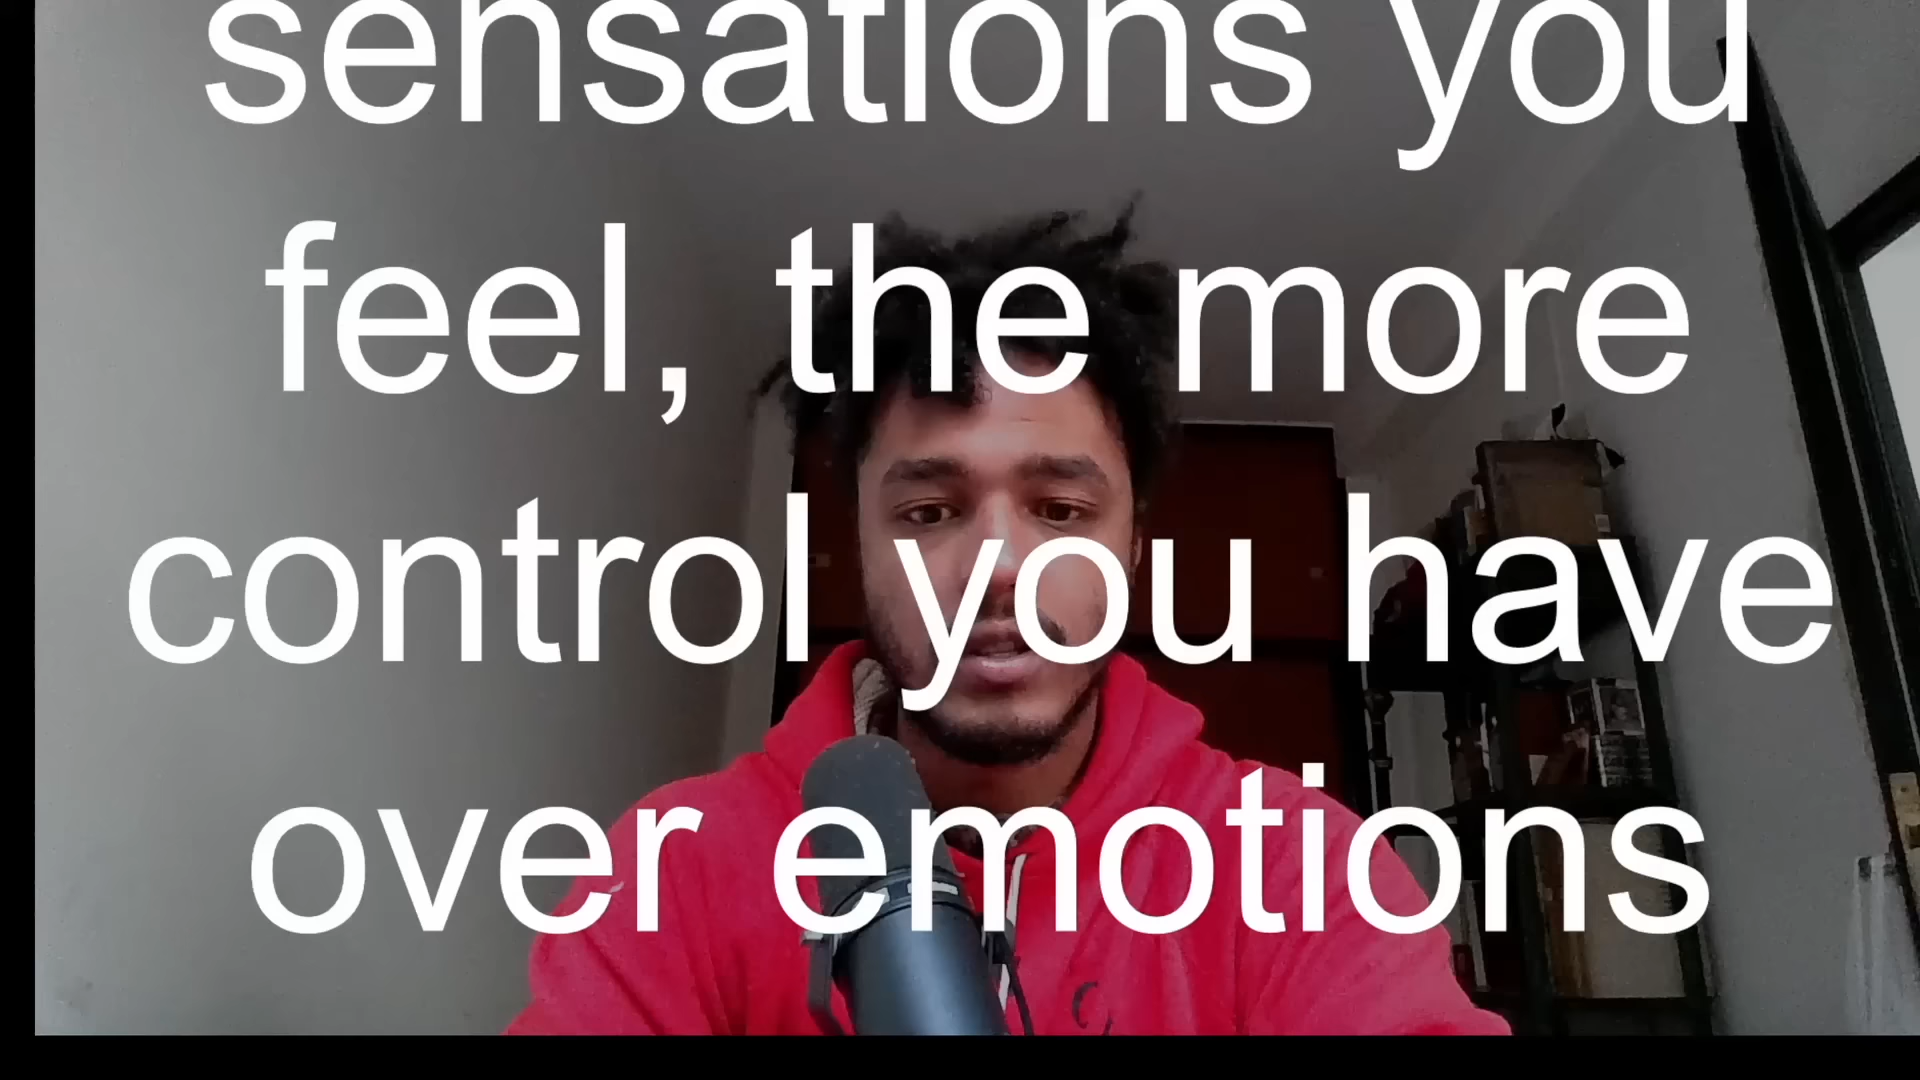 sensations you
feel, the more
control you have
over emotions